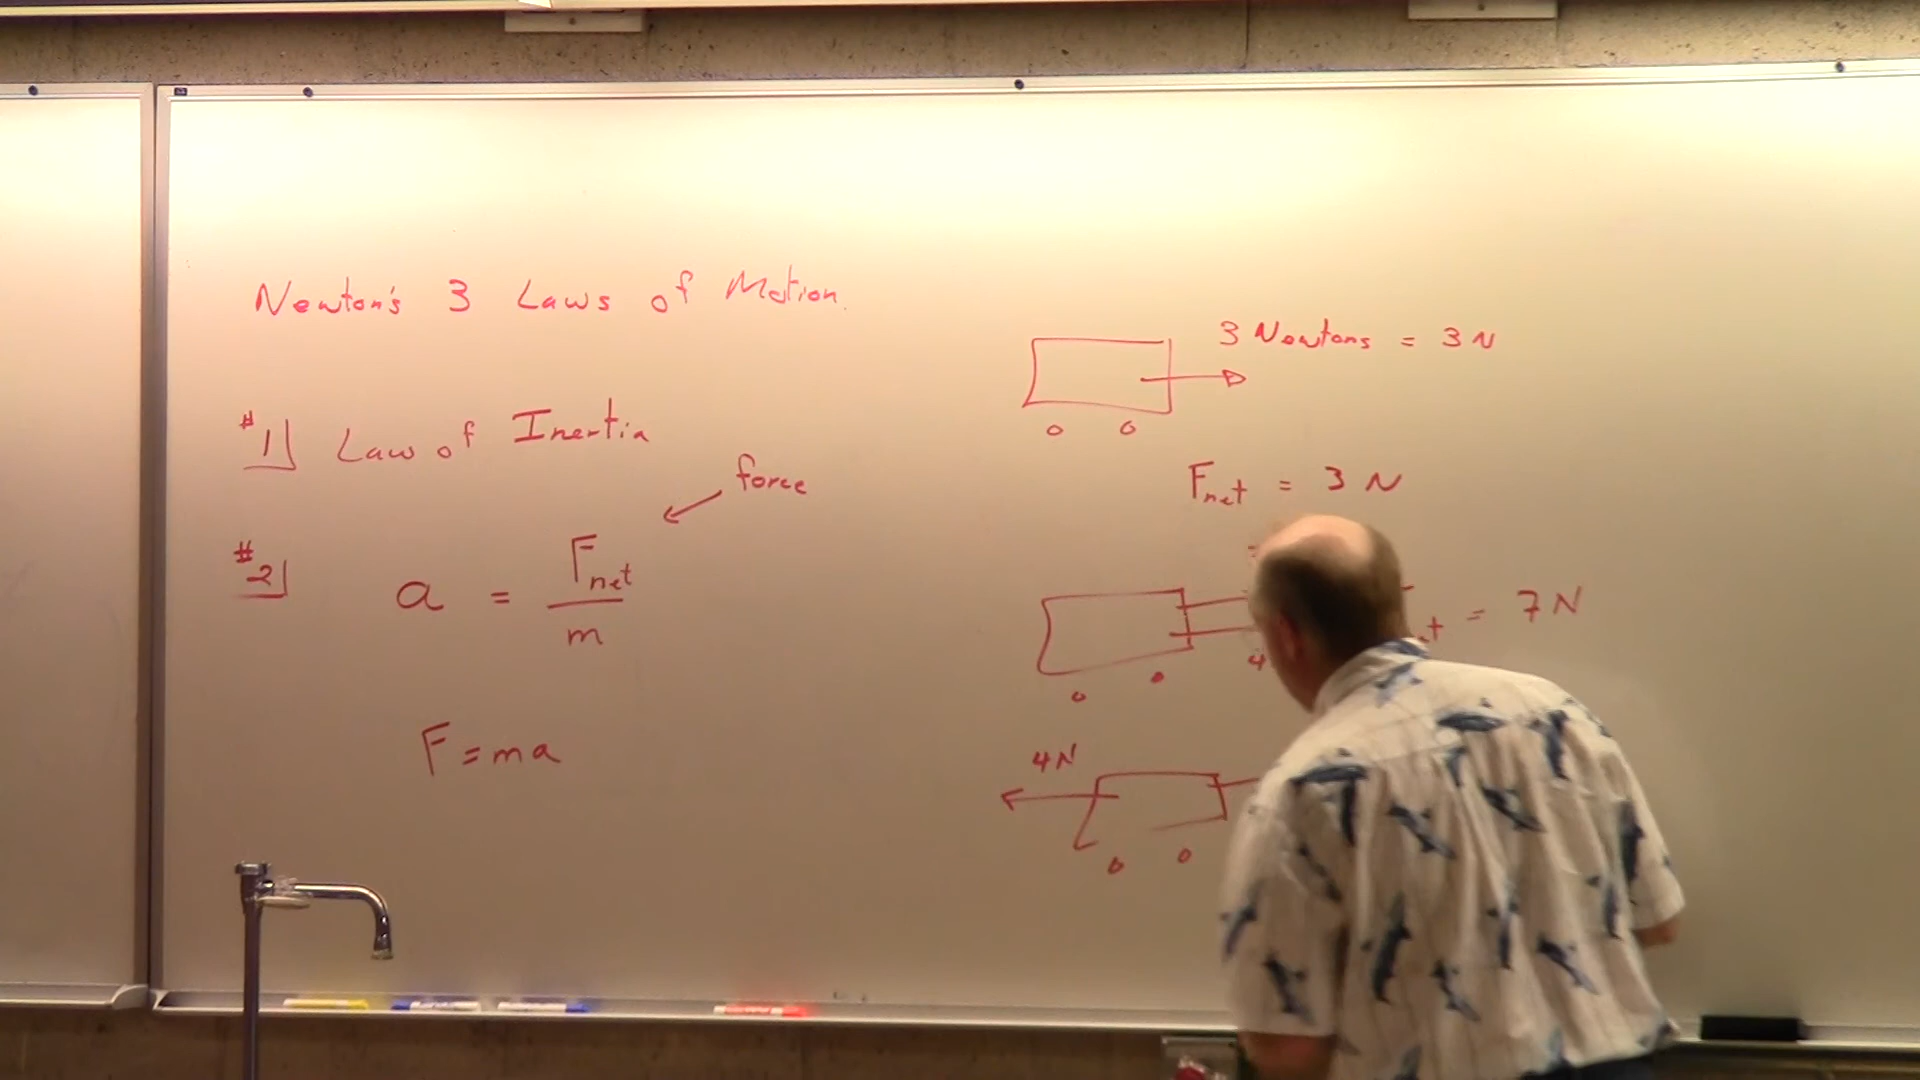 Newton's 3 Laws of Motion.
#1 Law of Inertia
force
#2 a = Fnet
m
F = ma
3 Newtons = 3 N
Fnet = 3 N
= 7 N
4
4N